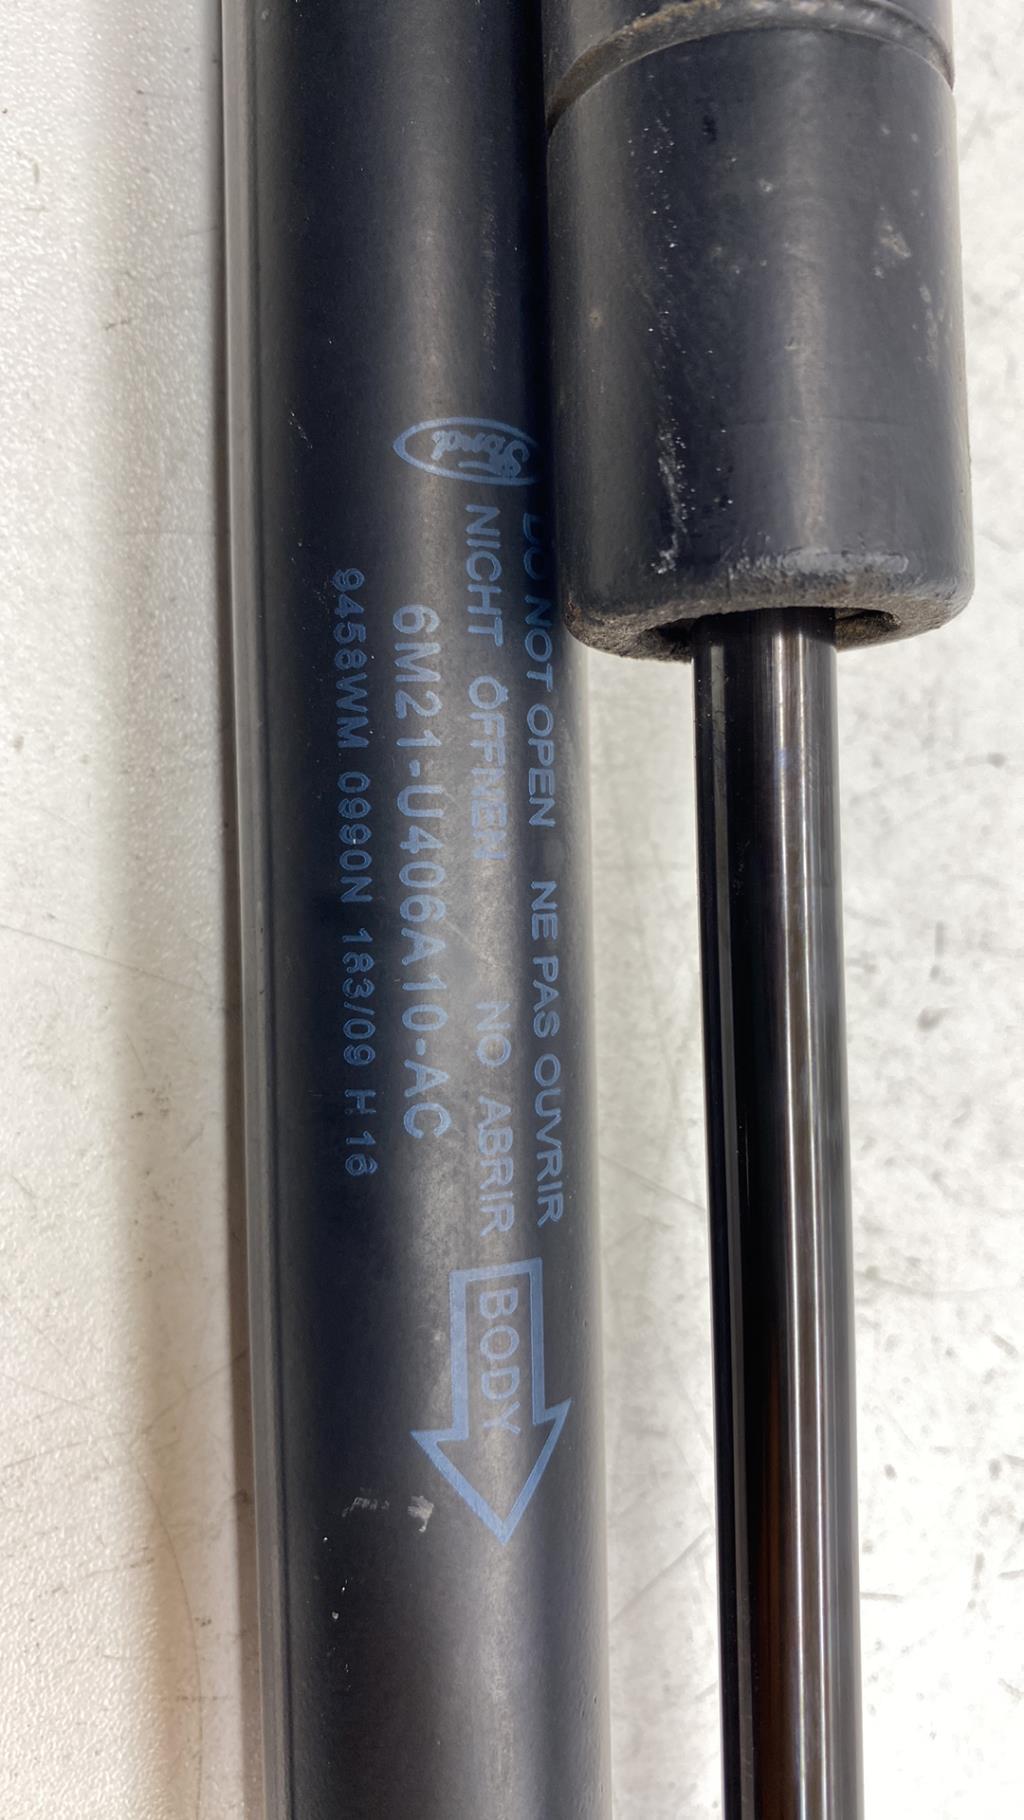 Ford
DO NOT OPEN NE PAS OUVRIR
NICHT ÖFFNEN NO ABRIR
BODY
6M21-U406A10-AC
9458WM 0990N 183/09 H 16